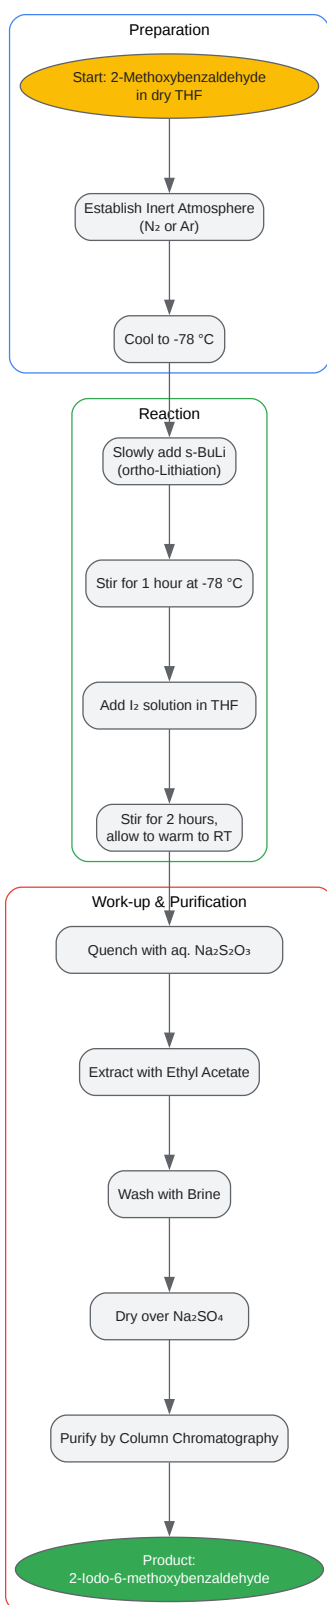 Preparation
Start: 2-Methoxybenzaldehyde
in dry THF
Establish Inert Atmosphere
(N₂ or Ar)
Cool to -78 °C
Reaction
Slowly add s-BuLi
(ortho-Lithiation)
Stir for 1 hour at -78 °C
Add I₂ solution in THF
Stir for 2 hours,
allow to warm to RT
Work-up & Purification
Quench with aq. Na₂S₂O₃
Extract with Ethyl Acetate
Wash with Brine
Dry over Na₂SO₄
Purify by Column Chromatography
Product:
2-Iodo-6-methoxybenzaldehyde